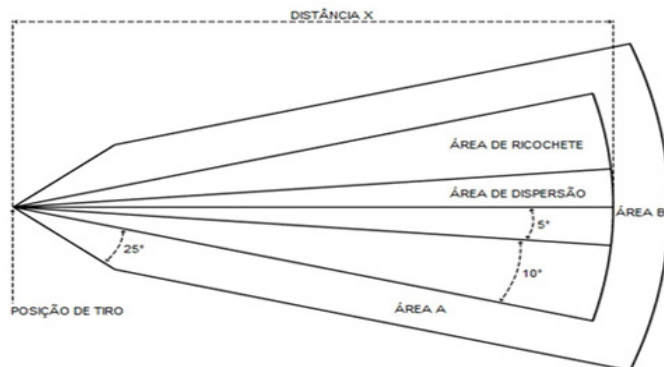 DISTÂNCIA X
ÁREA DE RICOCHETE
ÁREA DE DISPERSÃO
ÁREA B
5°
25°
10°
POSIÇÃO DE TIRO
ÁREA A